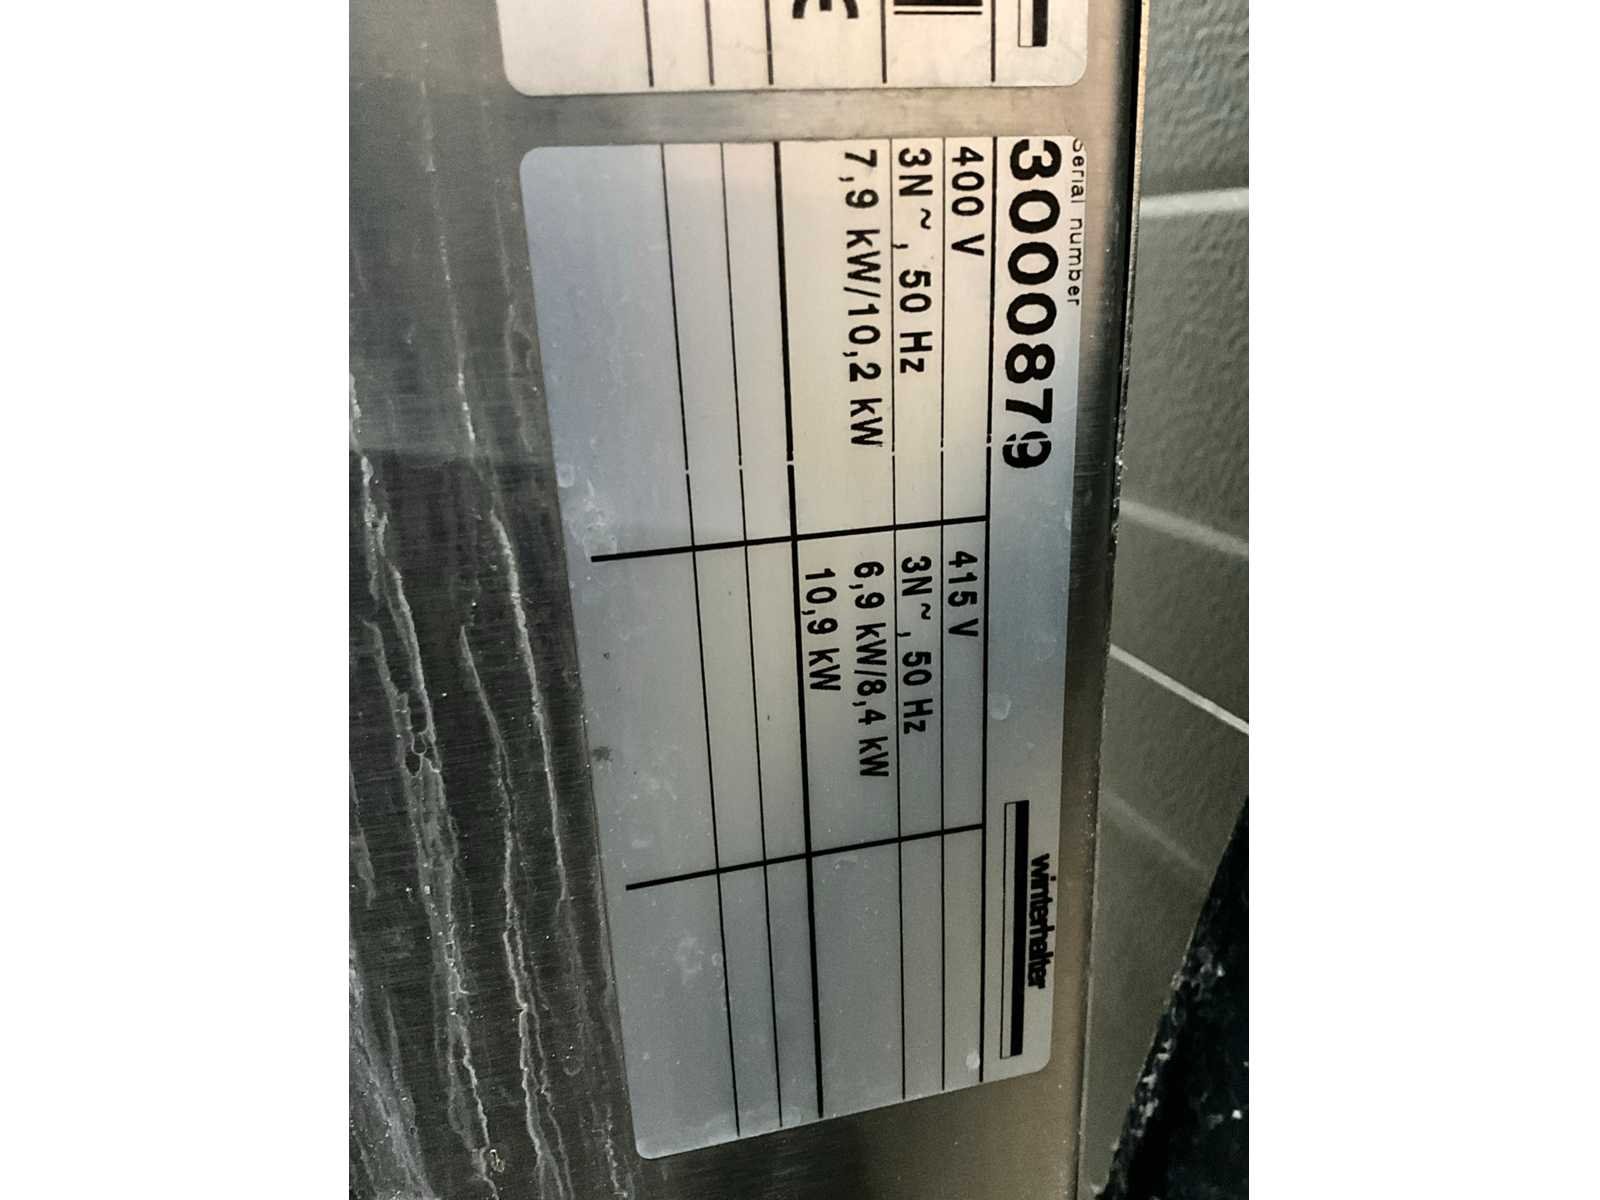 Serial number
30000879
winterhalter
400 V
3N ~, 50 Hz
7,9 kW/10,2 kW
415 V
3N ~, 50 Hz
6,9 kW/8,4 kW
10,9 kW